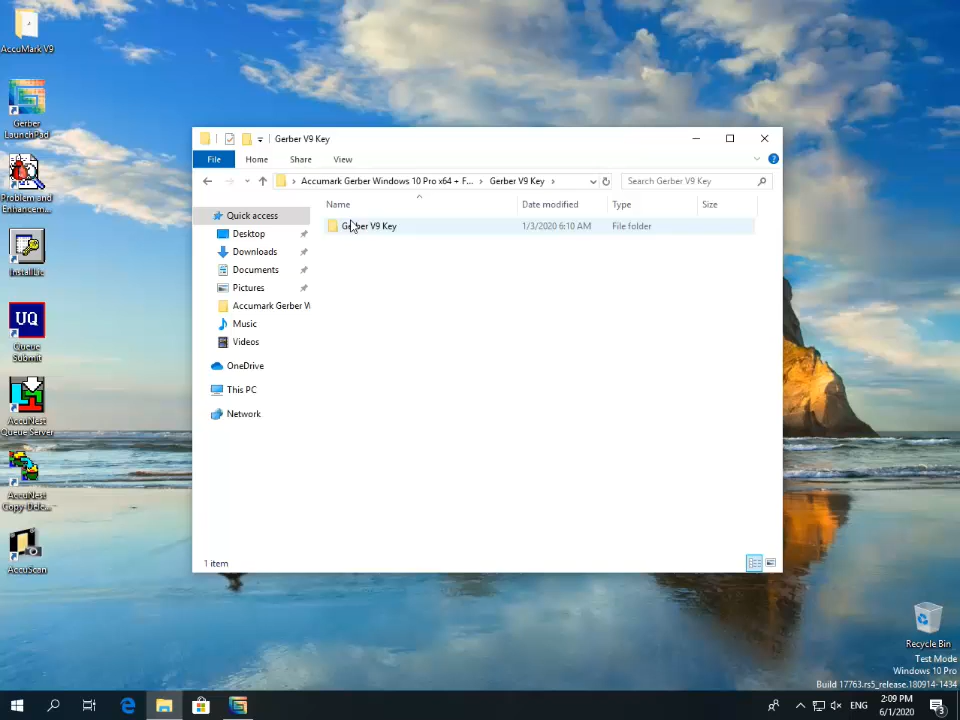 AccuMark V9
Gerber
LaunchPad
Problem and
Enhancem...
InstallLic
UQ
Queue
Submit
AccuNest
Queue Server
AccuNest
Copy-Dele...
AccuScan
Gerber V9 Key
File
Home
Share
View
Accumark Gerber Windows 10 Pro x64 + F...
Gerber V9 Key
Search Gerber V9 Key
Name
Date modified
Type
Size
Gerber V9 Key
1/3/2020 6:10 AM
File folder
Quick access
Desktop
Downloads
Documents
Pictures
Accumark Gerber W
Music
Videos
OneDrive
This PC
Network
1 item
Recycle Bin
Test Mode
Windows 10 Pro
Build 17763.rs5_release.180914-1434
ENG
2:09 PM
6/1/2020
3